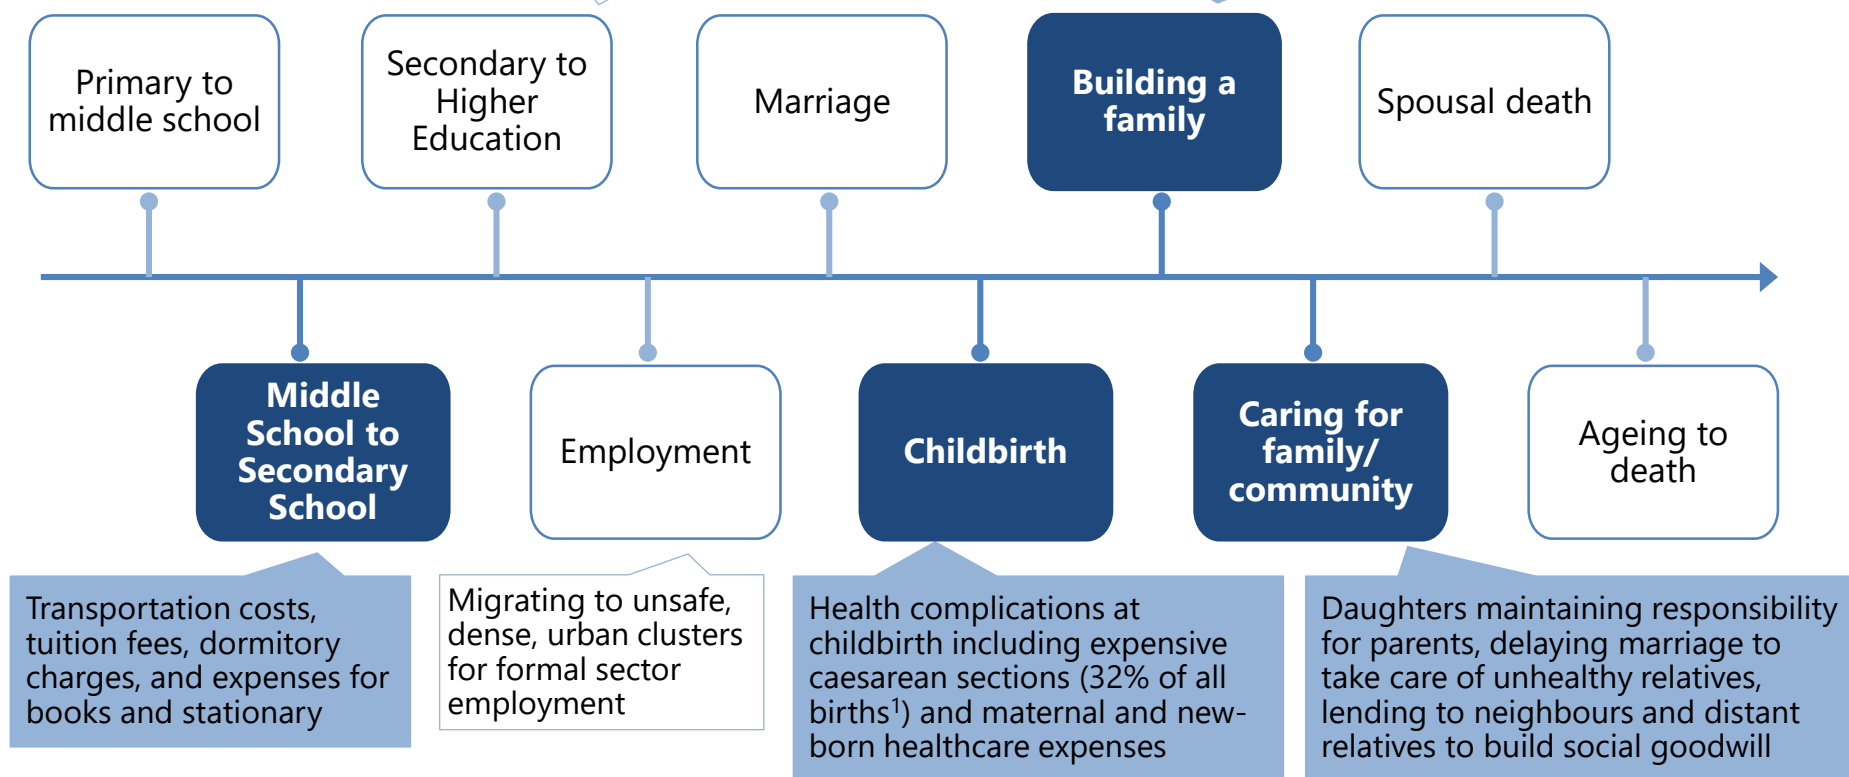 Primary to
middle school
Secondary to
Higher
Education
Marriage
Building a
family
Spousal death
Middle
School to
Secondary
School
Employment
Childbirth
Caring for
family/
community
Ageing to
death
Transportation costs,
tuition fees, dormitory
charges, and expenses for
books and stationary
Migrating to unsafe,
dense, urban clusters
for formal sector
employment
Health complications at
childbirth including expensive
caesarean sections (32% of all
births¹) and maternal and new-
born healthcare expenses
Daughters maintaining responsibility
for parents, delaying marriage to
take care of unhealthy relatives,
lending to neighbours and distant
relatives to build social goodwill